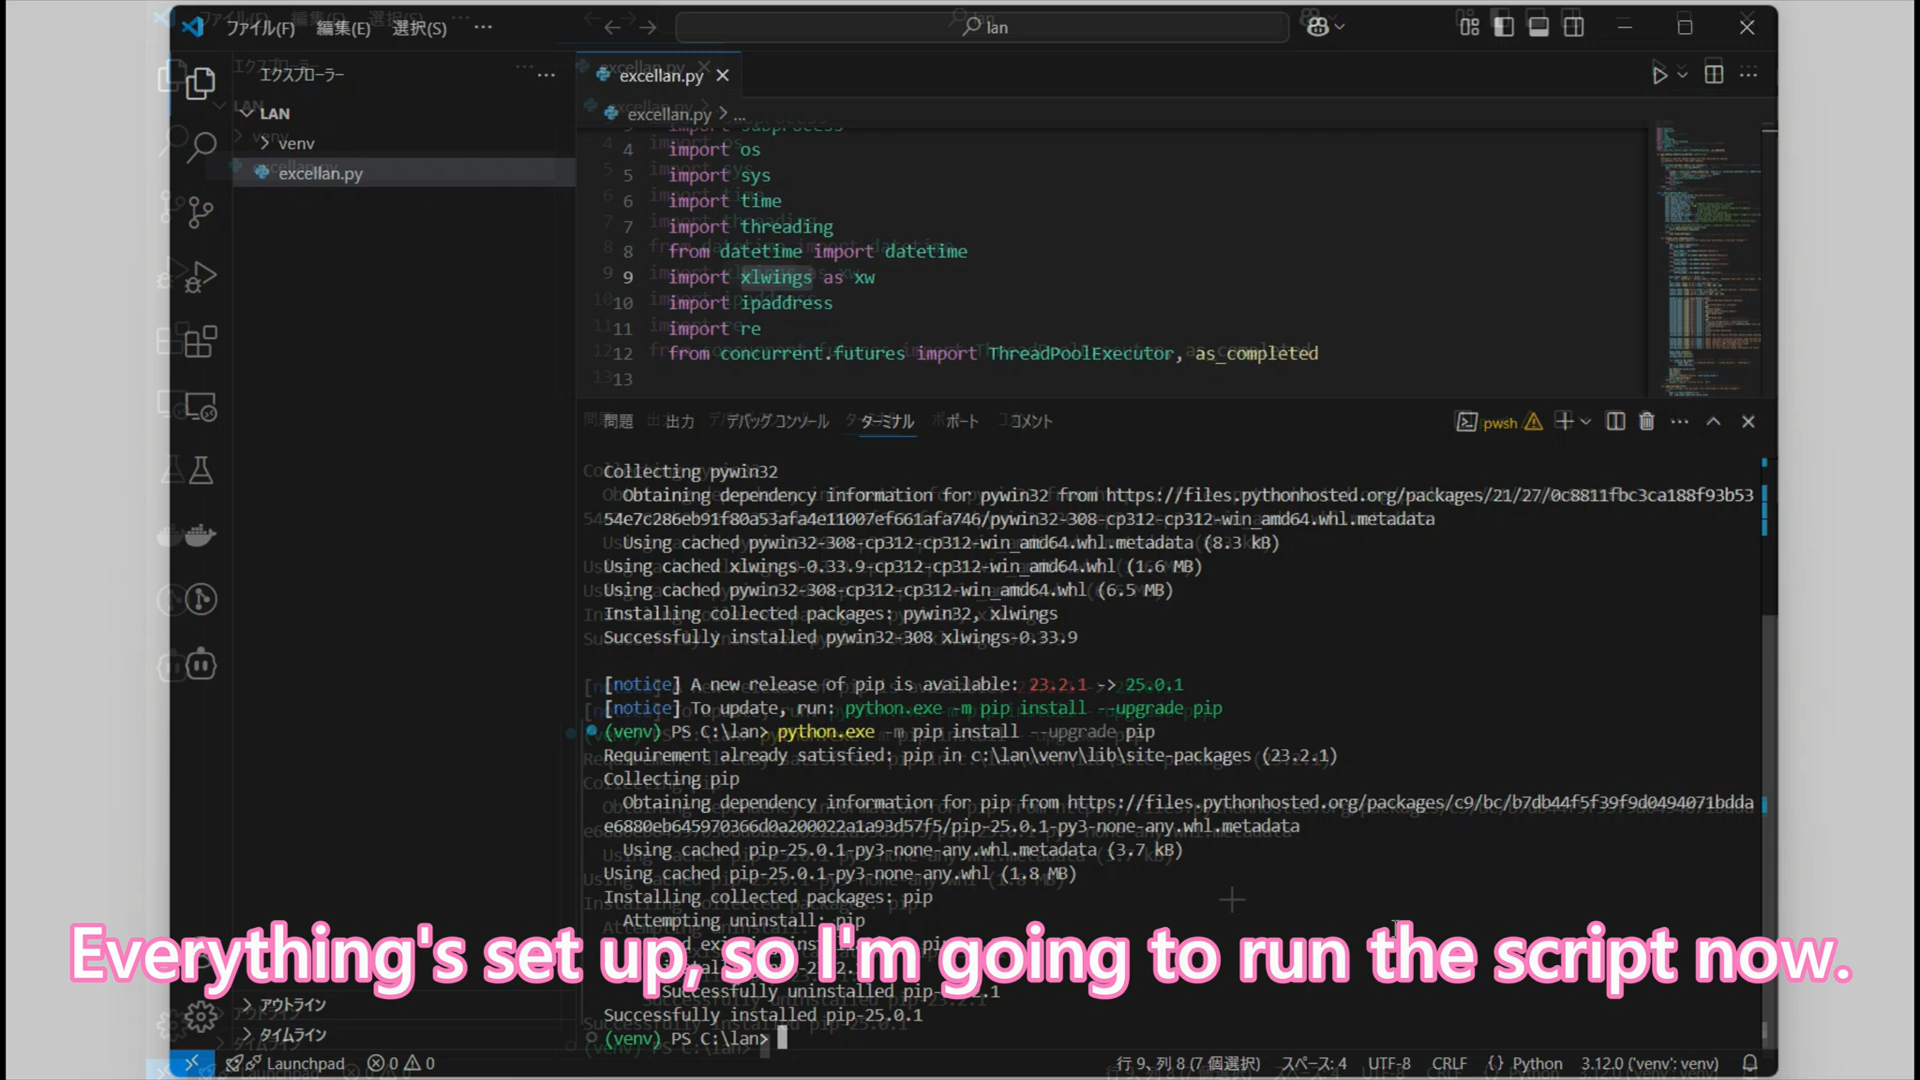 ファイル(F) 編集(E) 選択(S) ...
lan
エクスプローラー ...
LAN
venv
excellan.py
アウトライン
タイムライン
excellan.py
excellan.py > ...
import subprocess
4 import os
5 import sys
6 import time
7 import threading
8 from datetime import datetime
9 import xlwings as xw
10 import ipaddress
11 import re
12 from concurrent.futures import ThreadPoolExecutor, as_completed
13
問題 出力 デバッグ コンソール ターミナル ポート コメント
pwsh
Collecting pywin32
Obtaining dependency information for pywin32 from https://files.pythonhosted.org/packages/21/27/0c8811fbc3ca188f93b53
54e7c286eb91f80a53afa4e11007ef661afa746/pywin32-308-cp312-cp312-win_amd64.whl.metadata
Using cached pywin32-308-cp312-cp312-win_amd64.whl.metadata (8.3 kB)
Using cached xlwings-0.33.9-cp312-cp312-win_amd64.whl (1.6 MB)
Using cached pywin32-308-cp312-cp312-win_amd64.whl (6.5 MB)
Installing collected packages: pywin32, xlwings
Successfully installed pywin32-308 xlwings-0.33.9
[notice] A new release of pip is available: 23.2.1 -> 25.0.1
[notice] To update, run: python.exe -m pip install --upgrade pip
(venv) PS C:\lan> python.exe -m pip install --upgrade pip
Requirement already satisfied: pip in c:\lan\venv\lib\site-packages (23.2.1)
Collecting pip
Obtaining dependency information for pip from https://files.pythonhosted.org/packages/c9/bc/b7db44f5f39f9d0494071bdda
e6880eb645970366d0a200022a1a93d57f5/pip-25.0.1-py3-none-any.whl.metadata
Using cached pip-25.0.1-py3-none-any.whl.metadata (3.7 kB)
Using cached pip-25.0.1-py3-none-any.whl (1.8 MB)
Installing collected packages: pip
Attempting uninstall: pip
Everything's set up, so I'm going to run the script now.
Successfully uninstalled pip-23.2.1
Successfully installed pip-25.0.1
(venv) PS C:\lan>
Launchpad 0 0 行 9、列 8 (7 個選択) スペース: 4 UTF-8 CRLF {} Python 3.12.0 ('venv': venv)